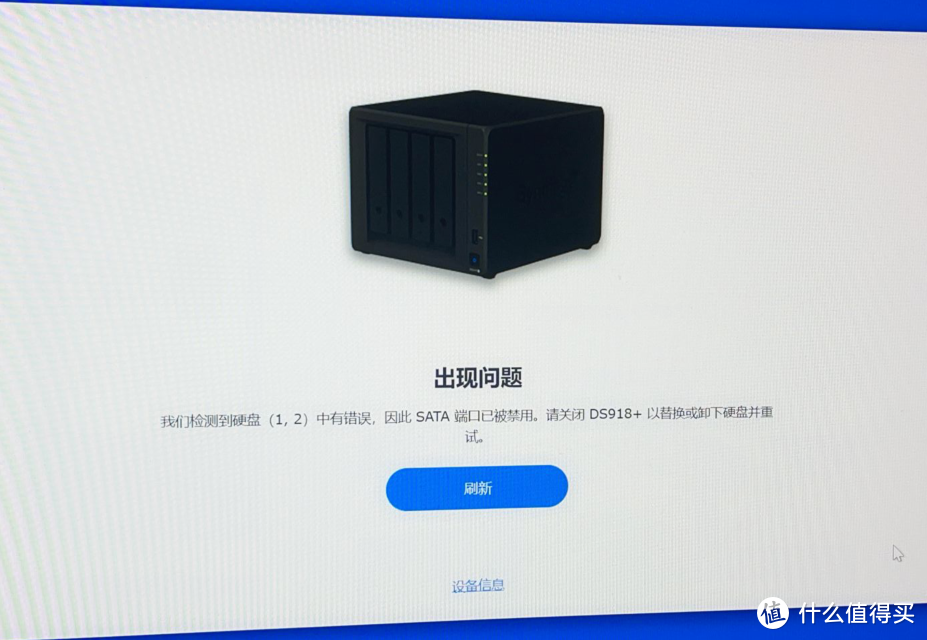 出现问题
我们检测到硬盘（1, 2）中有错误，因此 SATA 端口已被禁用。请关闭 DS918+ 以替换或卸下硬盘并重
试。
刷新
设备信息
值 什么值得买